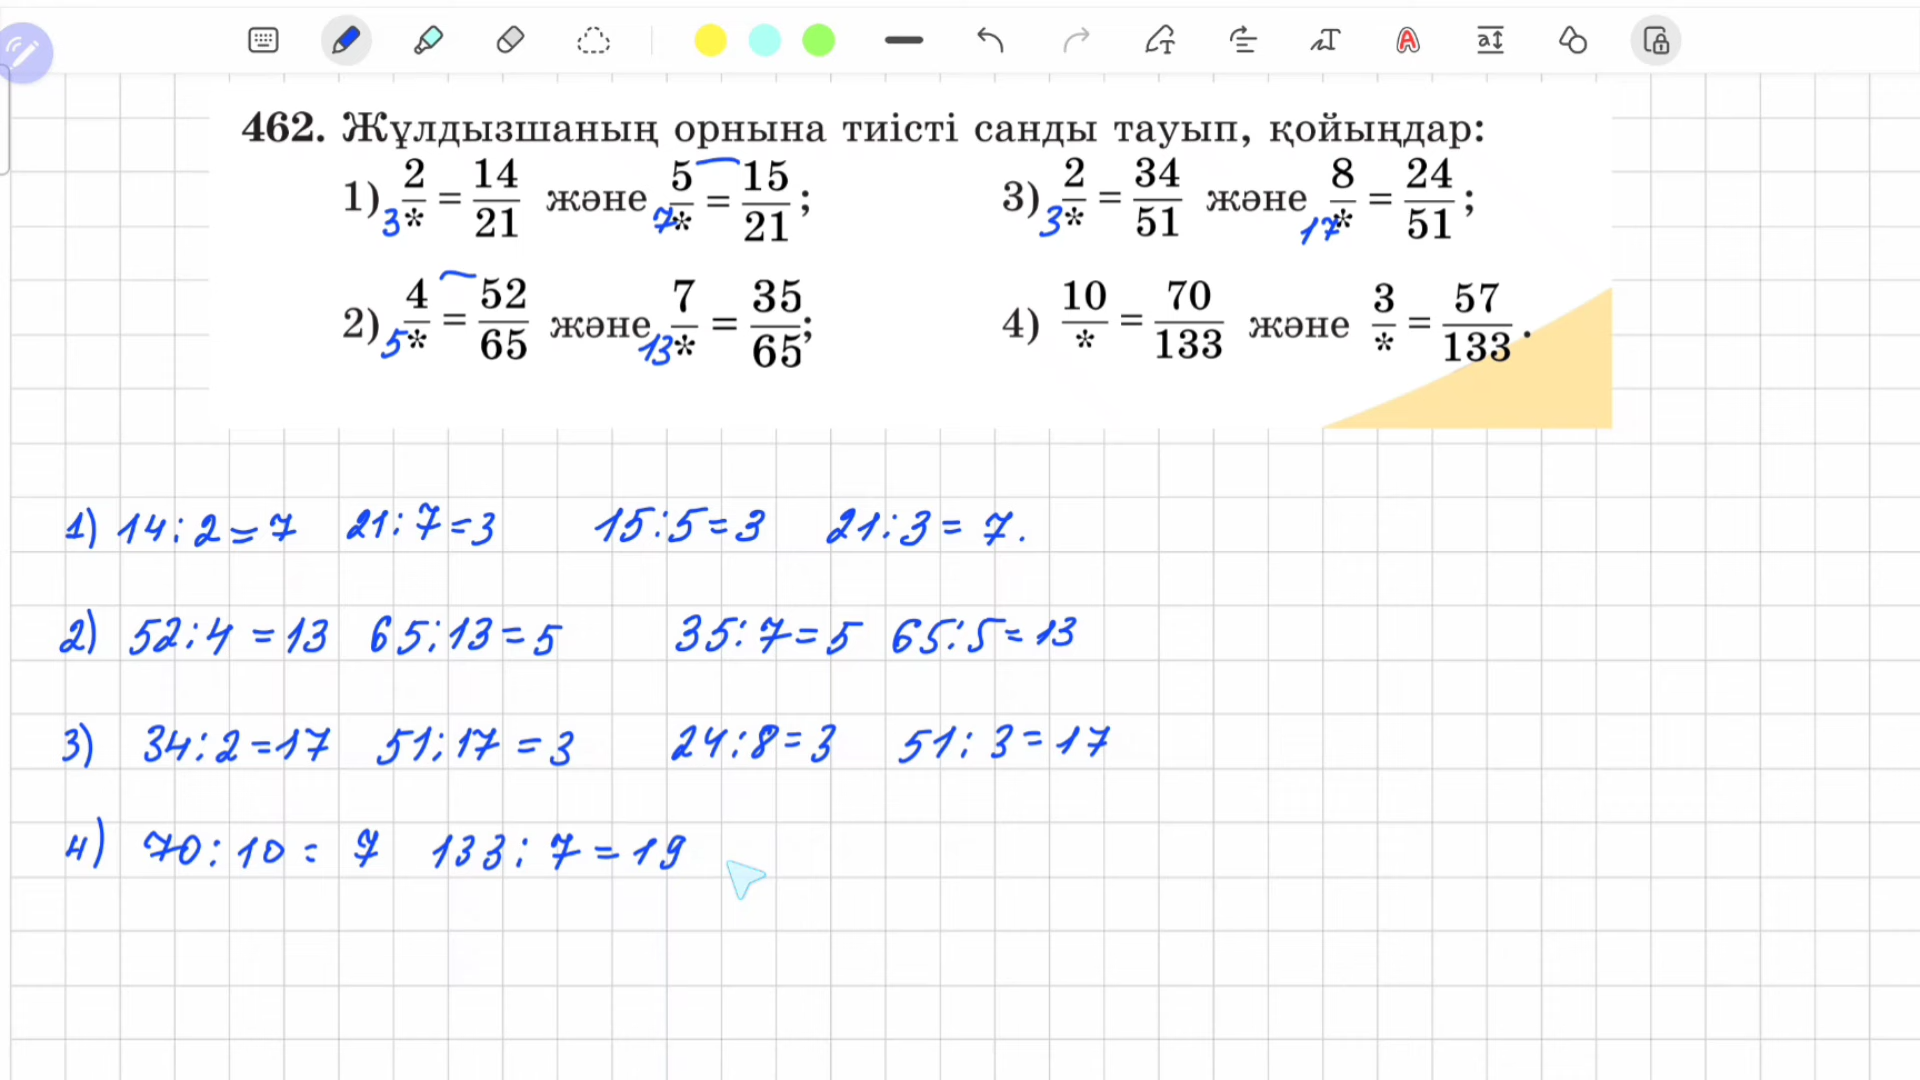 462. Жұлдызшаның орнына тиісті санды тауып, қойыңдар:
1) 2/* = 14/21 және 5/* = 15/21; 3) 2/* = 34/51 және 8/* = 24/51;
3 7 3 17
2) 4/* = 52/65 және 7/* = 35/65; 4) 10/* = 70/133 және 3/* = 57/133.
5 13
1) 14:2=7 21:7=3 15:5=3 21:3=7.
2) 52:4=13 65:13=5 35:7=5 65:5=13
3) 34:2=17 51:17=3 24:8=3 51:3=17
4) 70:10=7 133:7=19